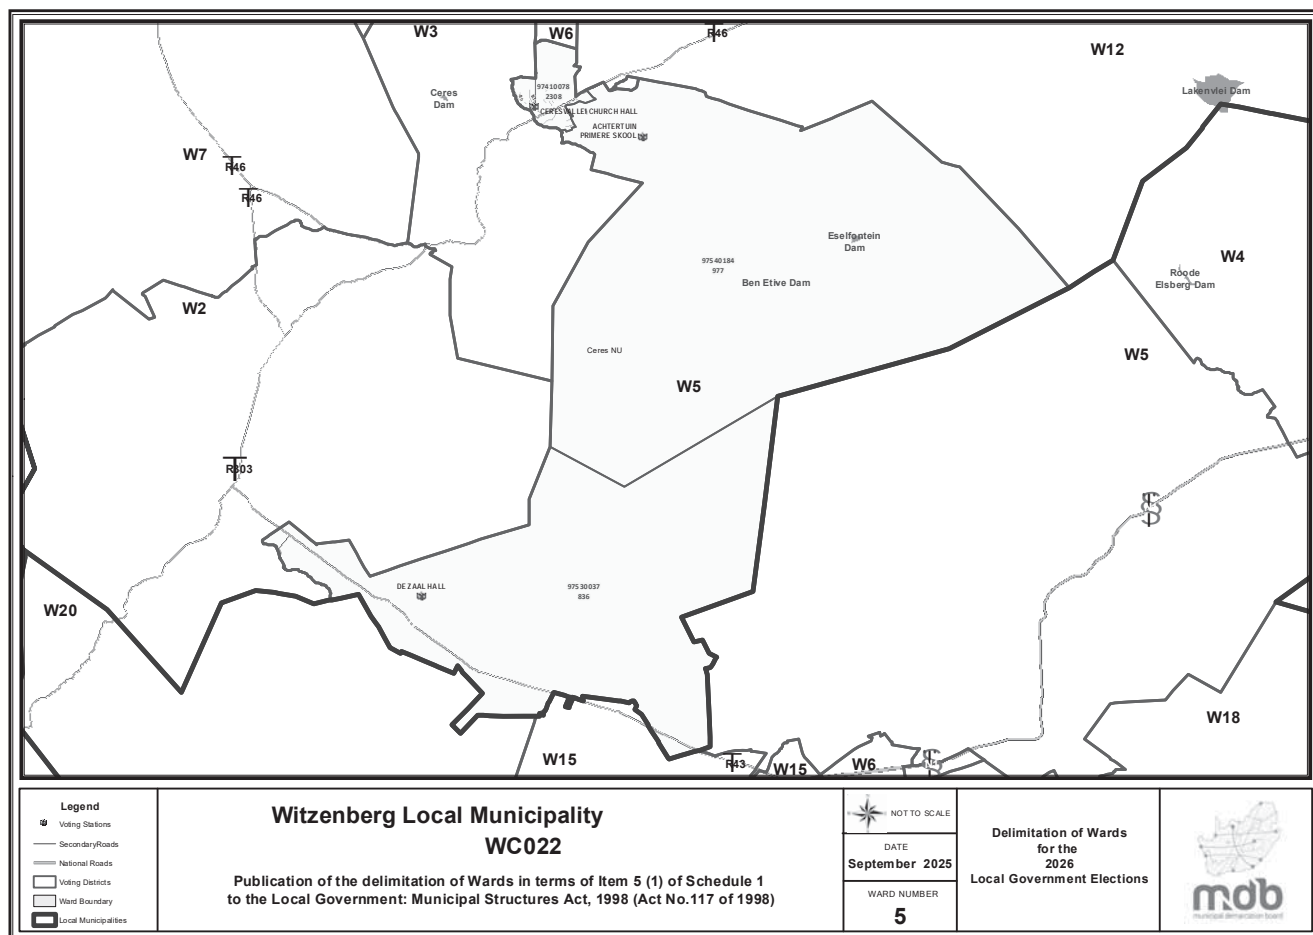 W3
W6
R46
W12
97410078
2308
Ceres
Dam
CERESVALLEI CHURCH HALL
Lakenvlei Dam
ACHTERTUIN
PRIMERE SKOOL
W7
R46
R46
Eselfontein
Dam
W4
97540184
977
Roode
Elsberg Dam
Ben Etive Dam
W2
Ceres NU
W5
W5
R303
DE ZAAL HALL
97530037
836
W20
W18
W15
R43
W15
W6
N1
Legend
Voting Stations
SecondaryRoads
National Roads
Voting Districts
Ward Boundary
Local Municipalities
Witzenberg Local Municipality
WC022
Publication of the delimitation of Wards in terms of Item 5 (1) of Schedule 1
to the Local Government: Municipal Structures Act, 1998 (Act No.117 of 1998)
NOT TO SCALE
DATE
September 2025
WARD NUMBER
5
Delimitation of Wards
for the
2026
Local Government Elections
mdb
municipal demarcation board